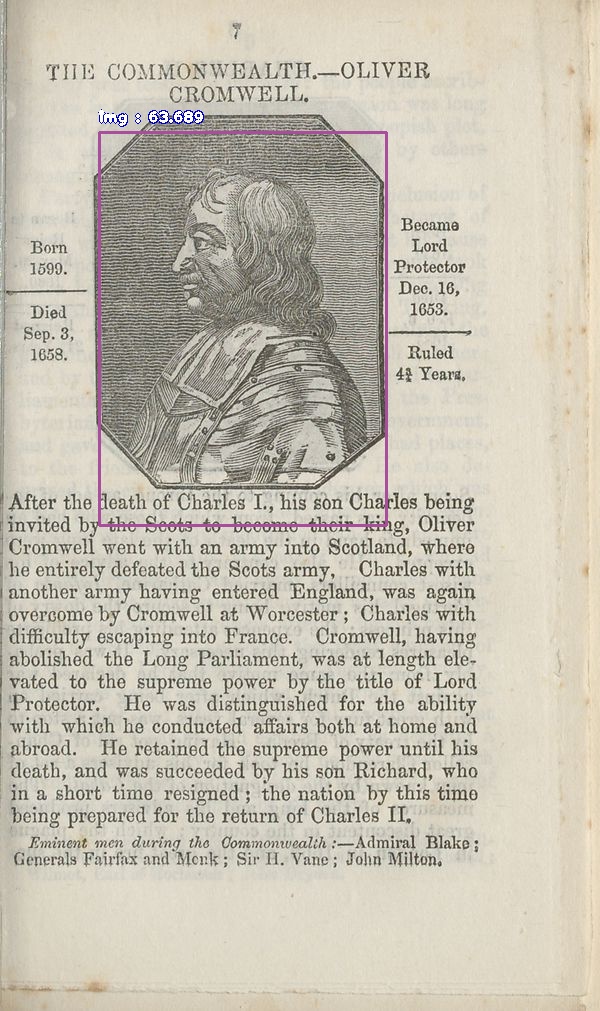 7
THE COMMONWEALTH.—OLIVER
CROMWELL.
img : 63.689
Born
1599.
Died
Sep. 3,
1658.
Became
Lord
Protector
Dec. 16,
1653.
Ruled
4¾ Years.
After the death of Charles I., his son Charles being
invited by the Scots to become their king, Oliver
Cromwell went with an army into Scotland, where
he entirely defeated the Scots army, Charles with
another army having entered England, was again
overcome by Cromwell at Worcester; Charles with
difficulty escaping into France. Cromwell, having
abolished the Long Parliament, was at length ele-
vated to the supreme power by the title of Lord
Protector. He was distinguished for the ability
with which he conducted affairs both at home and
abroad. He retained the supreme power until his
death, and was succeeded by his son Richard, who
in a short time resigned; the nation by this time
being prepared for the return of Charles II.
Eminent men during the Commonwealth:—Admiral Blake;
Generals Fairfax and Monk; Sir H. Vane; John Milton.